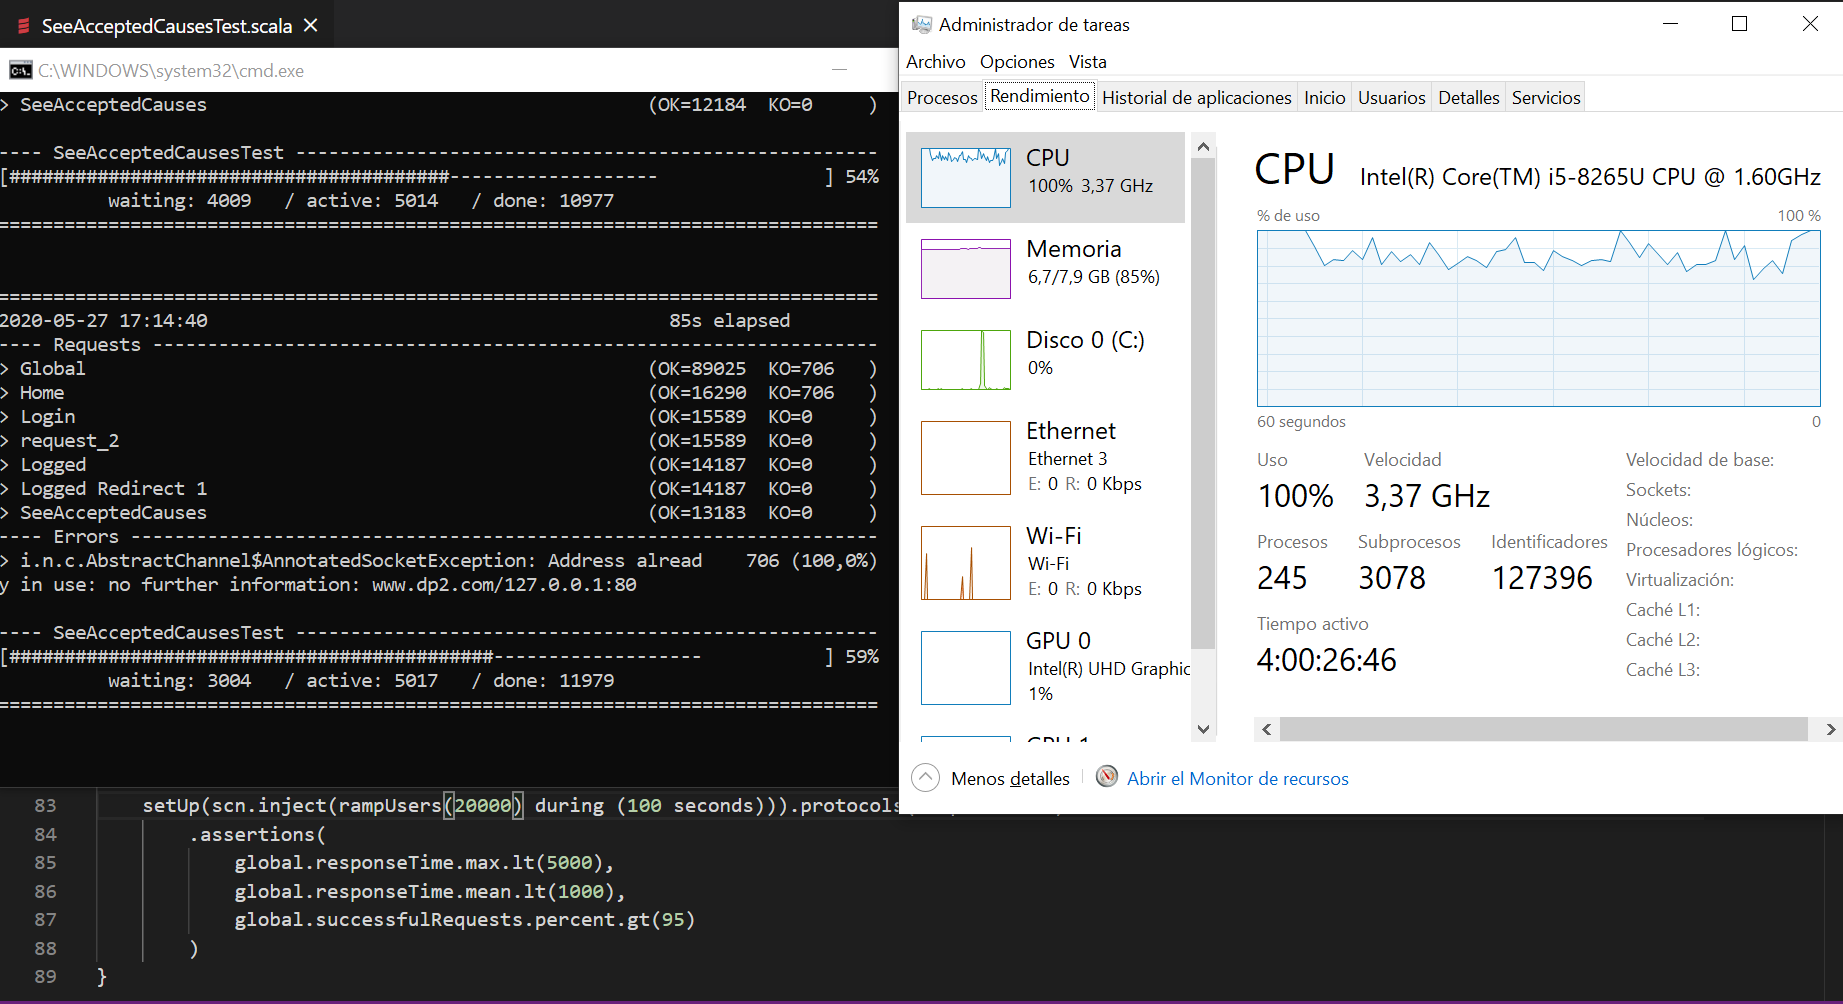 SeeAcceptedCausesTest.scala
C:\WINDOWS\system32\cmd.exe
> SeeAcceptedCauses (OK=12184 KO=0 )
---- SeeAcceptedCausesTest -----------------------------------------------------
[########################################------------------- ] 54%
waiting: 4009 / active: 5014 / done: 10977
================================================================================
================================================================================
2020-05-27 17:14:40 85s elapsed
---- Requests ------------------------------------------------------------------
> Global (OK=89025 KO=706 )
> Home (OK=16290 KO=706 )
> Login (OK=15589 KO=0 )
> request_2 (OK=15589 KO=0 )
> Logged (OK=14187 KO=0 )
> Logged Redirect 1 (OK=14187 KO=0 )
> SeeAcceptedCauses (OK=13183 KO=0 )
---- Errors --------------------------------------------------------------------
> i.n.c.AbstractChannel$AnnotatedSocketException: Address alread 706 (100,0%)
y in use: no further information: www.dp2.com/127.0.0.1:80
---- SeeAcceptedCausesTest -----------------------------------------------------
[############################################------------------- ] 59%
waiting: 3004 / active: 5017 / done: 11979
================================================================================
83 setUp(scn.inject(rampUsers(20000) during (100 seconds))).protocols
84 .assertions(
85 global.responseTime.max.lt(5000),
86 global.responseTime.mean.lt(1000),
87 global.successfulRequests.percent.gt(95)
88 )
89 }
Administrador de tareas
Archivo Opciones Vista
Procesos Rendimiento Historial de aplicaciones Inicio Usuarios Detalles Servicios
CPU
100% 3,37 GHz
Memoria
6,7/7,9 GB (85%)
Disco 0 (C:)
0%
Ethernet
Ethernet 3
E: 0 R: 0 Kbps
Wi-Fi
Wi-Fi
E: 0 R: 0 Kbps
GPU 0
Intel(R) UHD Graphic
1%
GPU 1
CPU Intel(R) Core(TM) i5-8265U CPU @ 1.60GHz
% de uso 100 %
60 segundos 0
Uso Velocidad
100% 3,37 GHz
Procesos Subprocesos Identificadores
245 3078 127396
Tiempo activo
4:00:26:46
Velocidad de base:
Sockets:
Núcleos:
Procesadores lógicos:
Virtualización:
Caché L1:
Caché L2:
Caché L3:
Menos detalles Abrir el Monitor de recursos